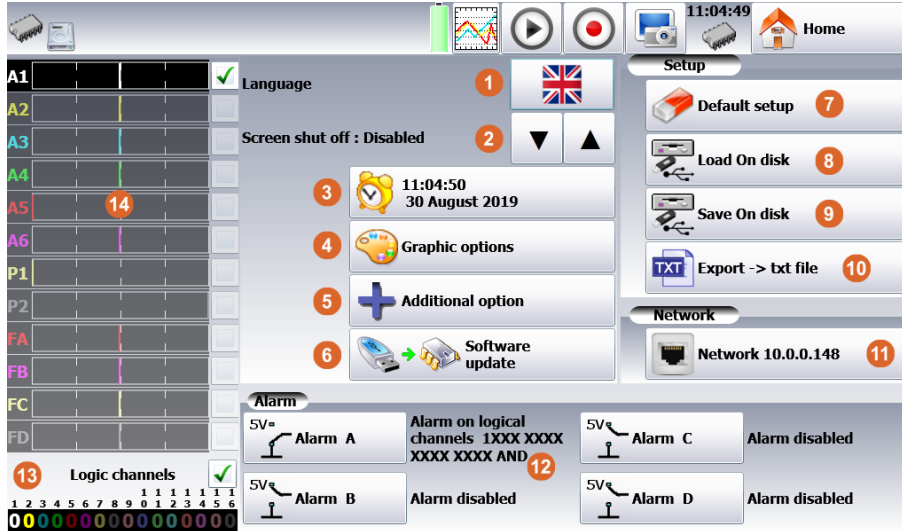 11:04:49
Home
A1
A2
A3
A4
A5
A6
P1
P2
FA
FB
FC
FD
14
13
Logic channels
1 2 3 4 5 6 7 8 9 10 11 12 13 14 15 16
0 0 0 0 0 0 0 0 0 0 0 0 0 0 0 0
Language
1
Screen shut off : Disabled
2
3
11:04:50
30 August 2019
4
Graphic options
5
Additional option
6
Software
update
Setup
Default setup
7
Load On disk
8
Save On disk
9
TXT
Export -> txt file
10
Network
Network 10.0.0.148
11
Alarm
5V
Alarm A
Alarm on logical
channels 1XXX XXXX
XXXX XXXX AND
12
5V
Alarm C
Alarm disabled
5V
Alarm B
Alarm disabled
5V
Alarm D
Alarm disabled